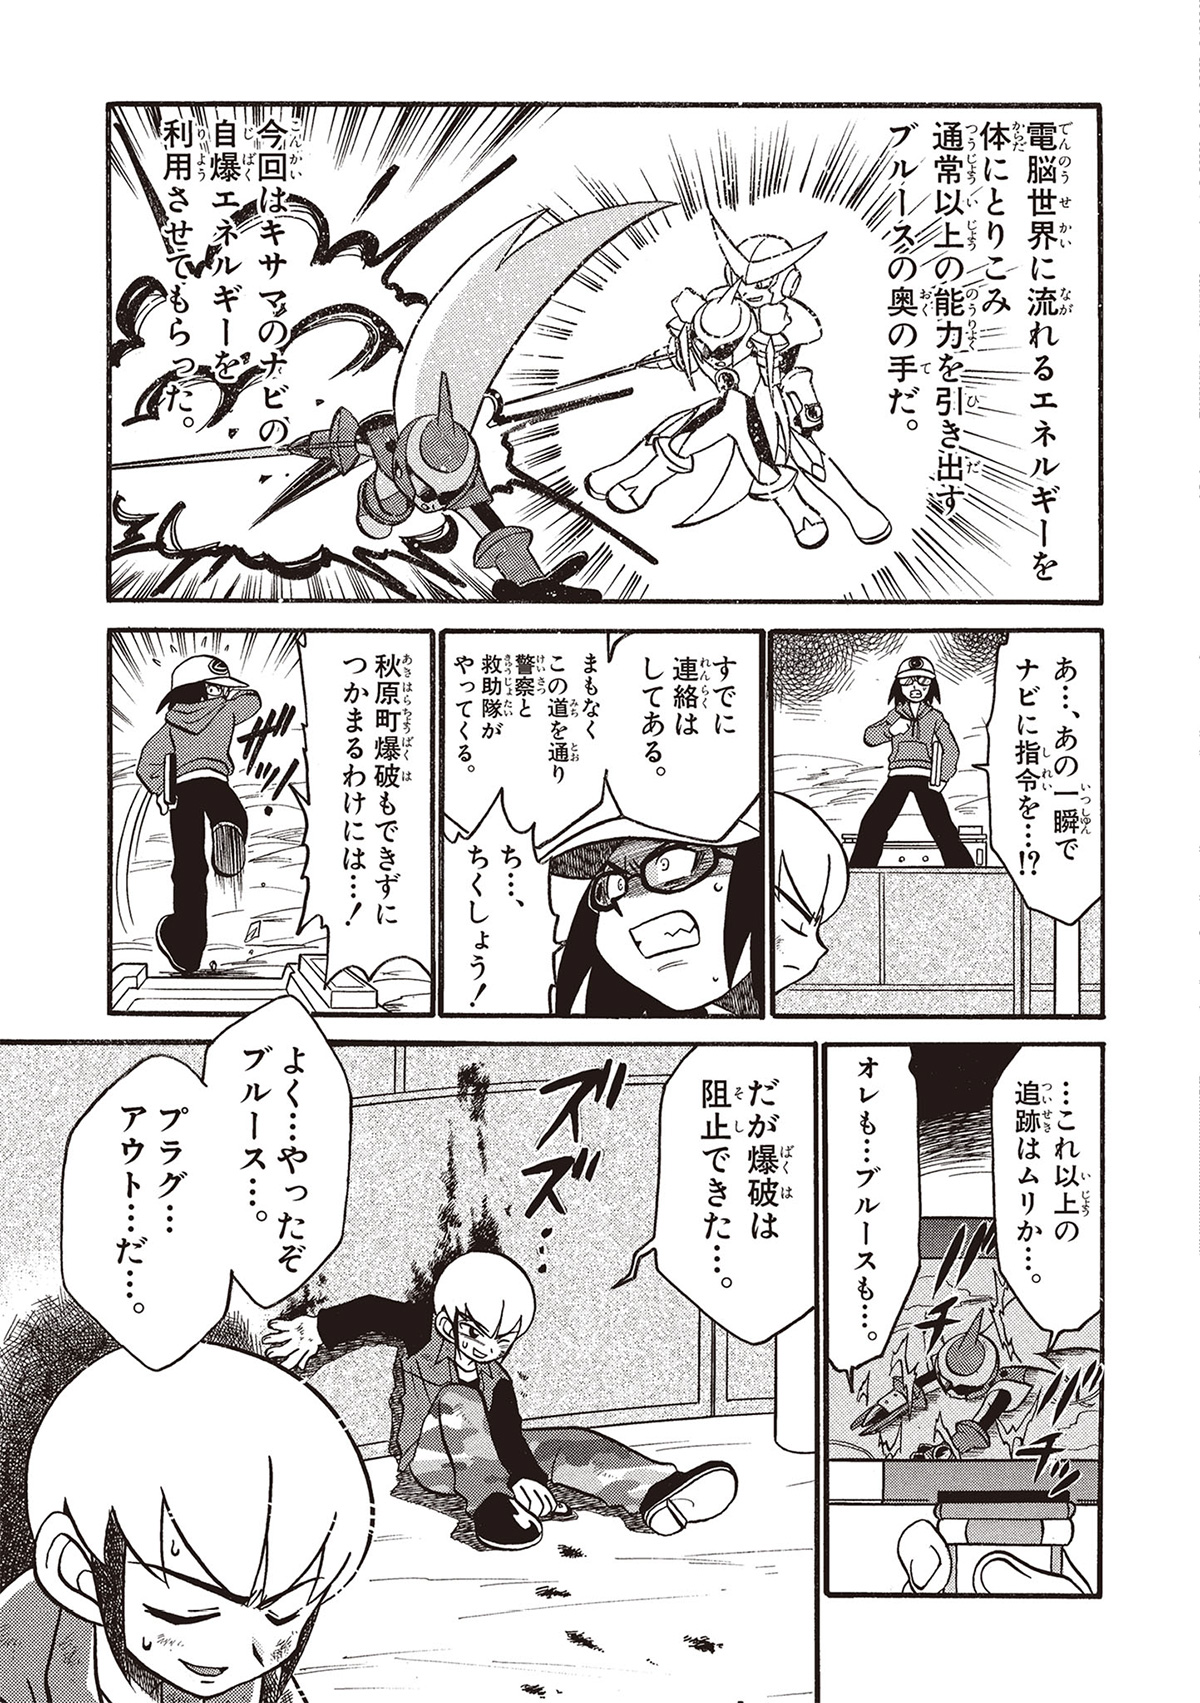 電脳世界に流れるエネルギーを
体にとりこみ
通常以上の能力を引き出す
ブルースの奥の手だ。
今回はキサマのナビの
自爆エネルギーを
利用させてもらった。
あ…、あの一瞬で
ナビに指令を…!?
すでに
連絡は
してある。
まもなく
この道を通り
警察と
救助隊が
やってくる。
ち…、
ちくしょう!
秋原町爆破もできずに
つかまるわけには…!
ダッ
…これ以上の
追跡はムリか…。
オレも…ブルースも…。
バチ
バチッ
だが爆破は
阻止できた…。
ズ
ズ…
よく…やったぞ
ブルース…。
プラグ…
アウト…だ…。